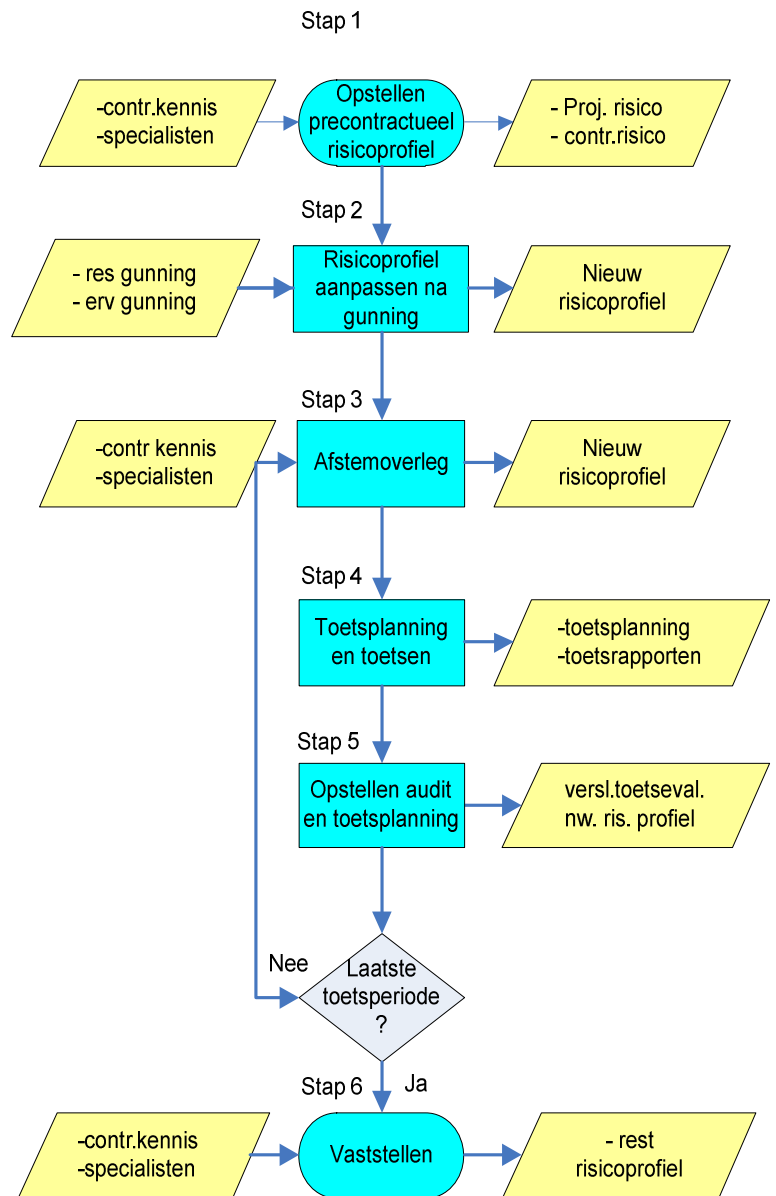 Stap 1
-contr.kennis
-specialisten
Opstellen
precontractueel
risicoprofiel
- Proj. risico
- contr.risico
Stap 2
- res gunning
- erv gunning
Risicoprofiel
aanpassen na
gunning
Nieuw
risicoprofiel
Stap 3
-contr kennis
-specialisten
Afstemoverleg
Nieuw
risicoprofiel
Stap 4
Toetsplanning
en toetsen
-toetsplanning
-toetsrapporten
Stap 5
Opstellen audit
en toetsplanning
versl.toetseval.
nw. ris. profiel
Nee
Laatste
toetsperiode
?
Stap 6
Ja
-contr.kennis
-specialisten
Vaststellen
- rest
risicoprofiel